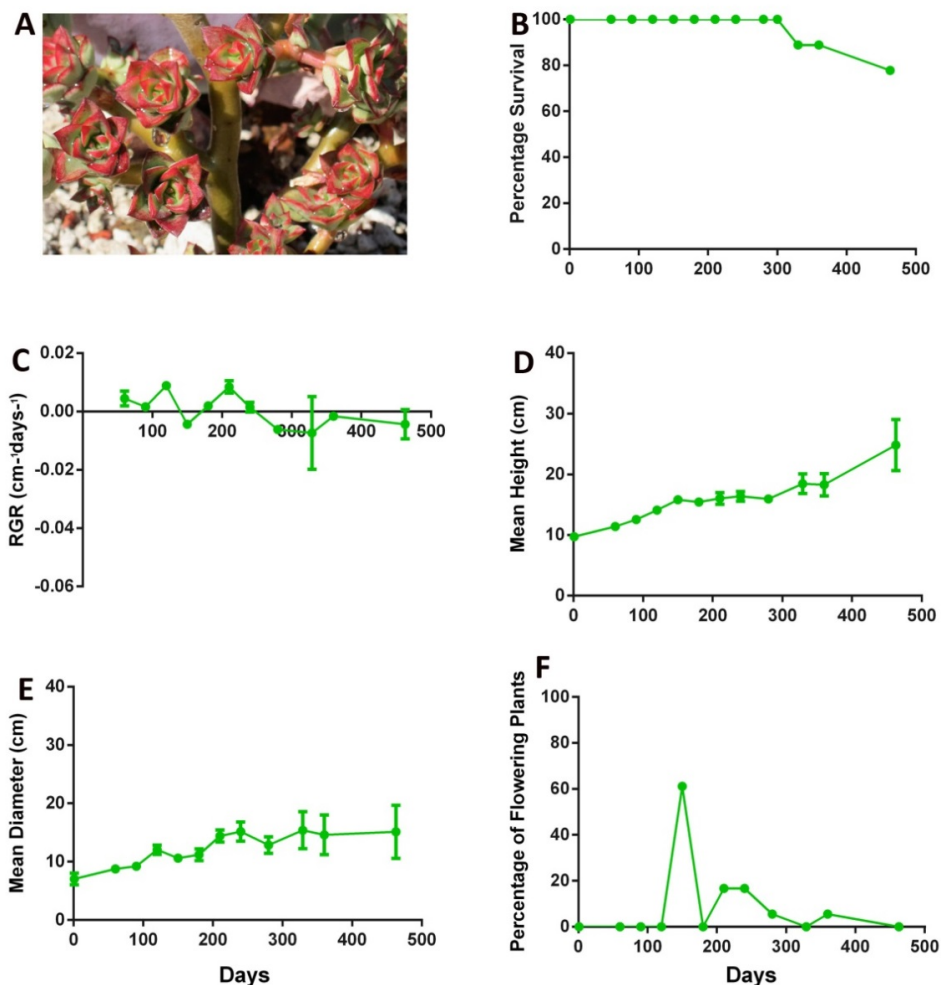 A
B
Percentage Survival
100
80
60
40
20
0
0 100 200 300 400 500
C
RGR (cm-¹days-¹)
0.02
0.00
-0.02
-0.04
-0.06
100 200 300 400 500
D
Mean Height (cm)
40
30
20
10
0
0 100 200 300 400 500
E
Mean Diameter (cm)
40
30
20
10
0
0 100 200 300 400 500
Days
F
Percentage of Flowering Plants
100
80
60
40
20
0
0 100 200 300 400 500
Days